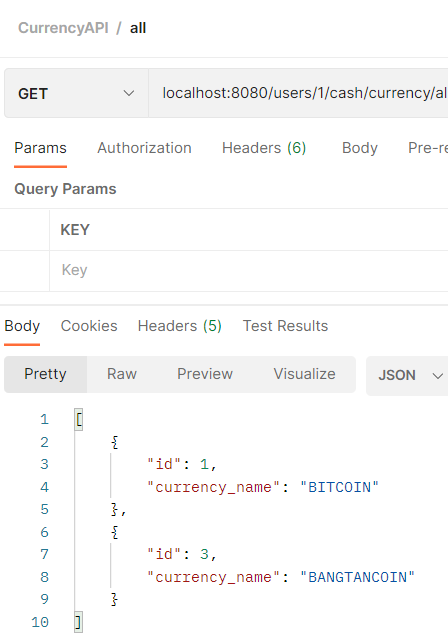 CurrencyAPI / all
GET localhost:8080/users/1/cash/currency/al
Params Authorization Headers (6) Body Pre-re
Query Params
KEY
Key
Body Cookies Headers (5) Test Results
Pretty Raw Preview Visualize JSON
1 [
2 {
3 "id": 1,
4 "currency_name": "BITCOIN"
5 },
6 {
7 "id": 3,
8 "currency_name": "BANGTANCOIN"
9 }
10 ]